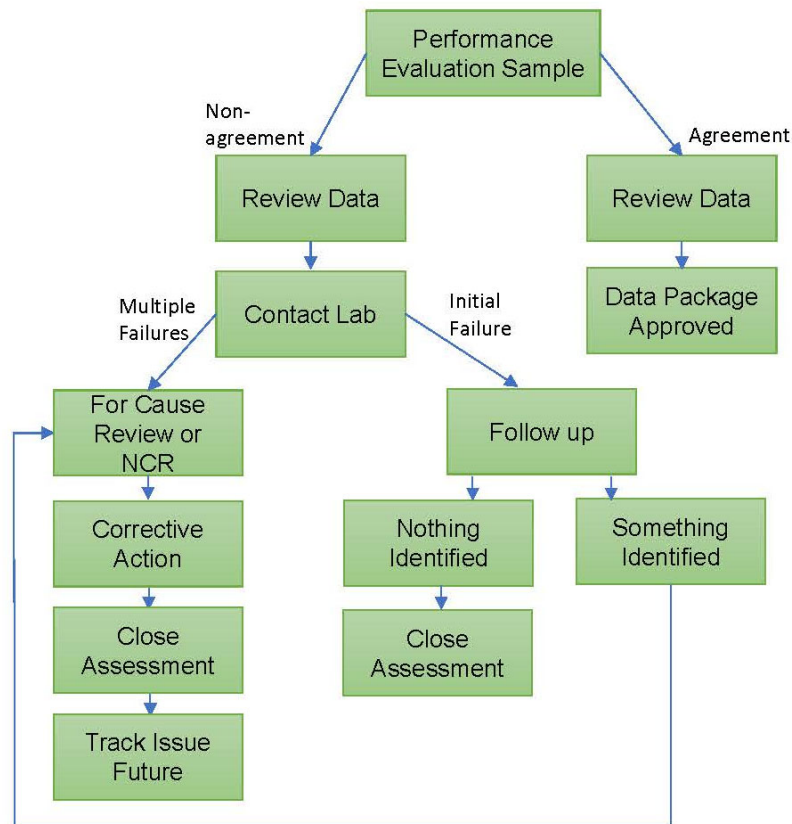 Performance
Evaluation Sample
Non-
agreement
Agreement
Review Data
Review Data
Multiple
Failures
Contact Lab
Initial
Failure
Data Package
Approved
For Cause
Review or
NCR
Follow up
Corrective
Action
Nothing
Identified
Something
Identified
Close
Assessment
Close
Assessment
Track Issue
Future